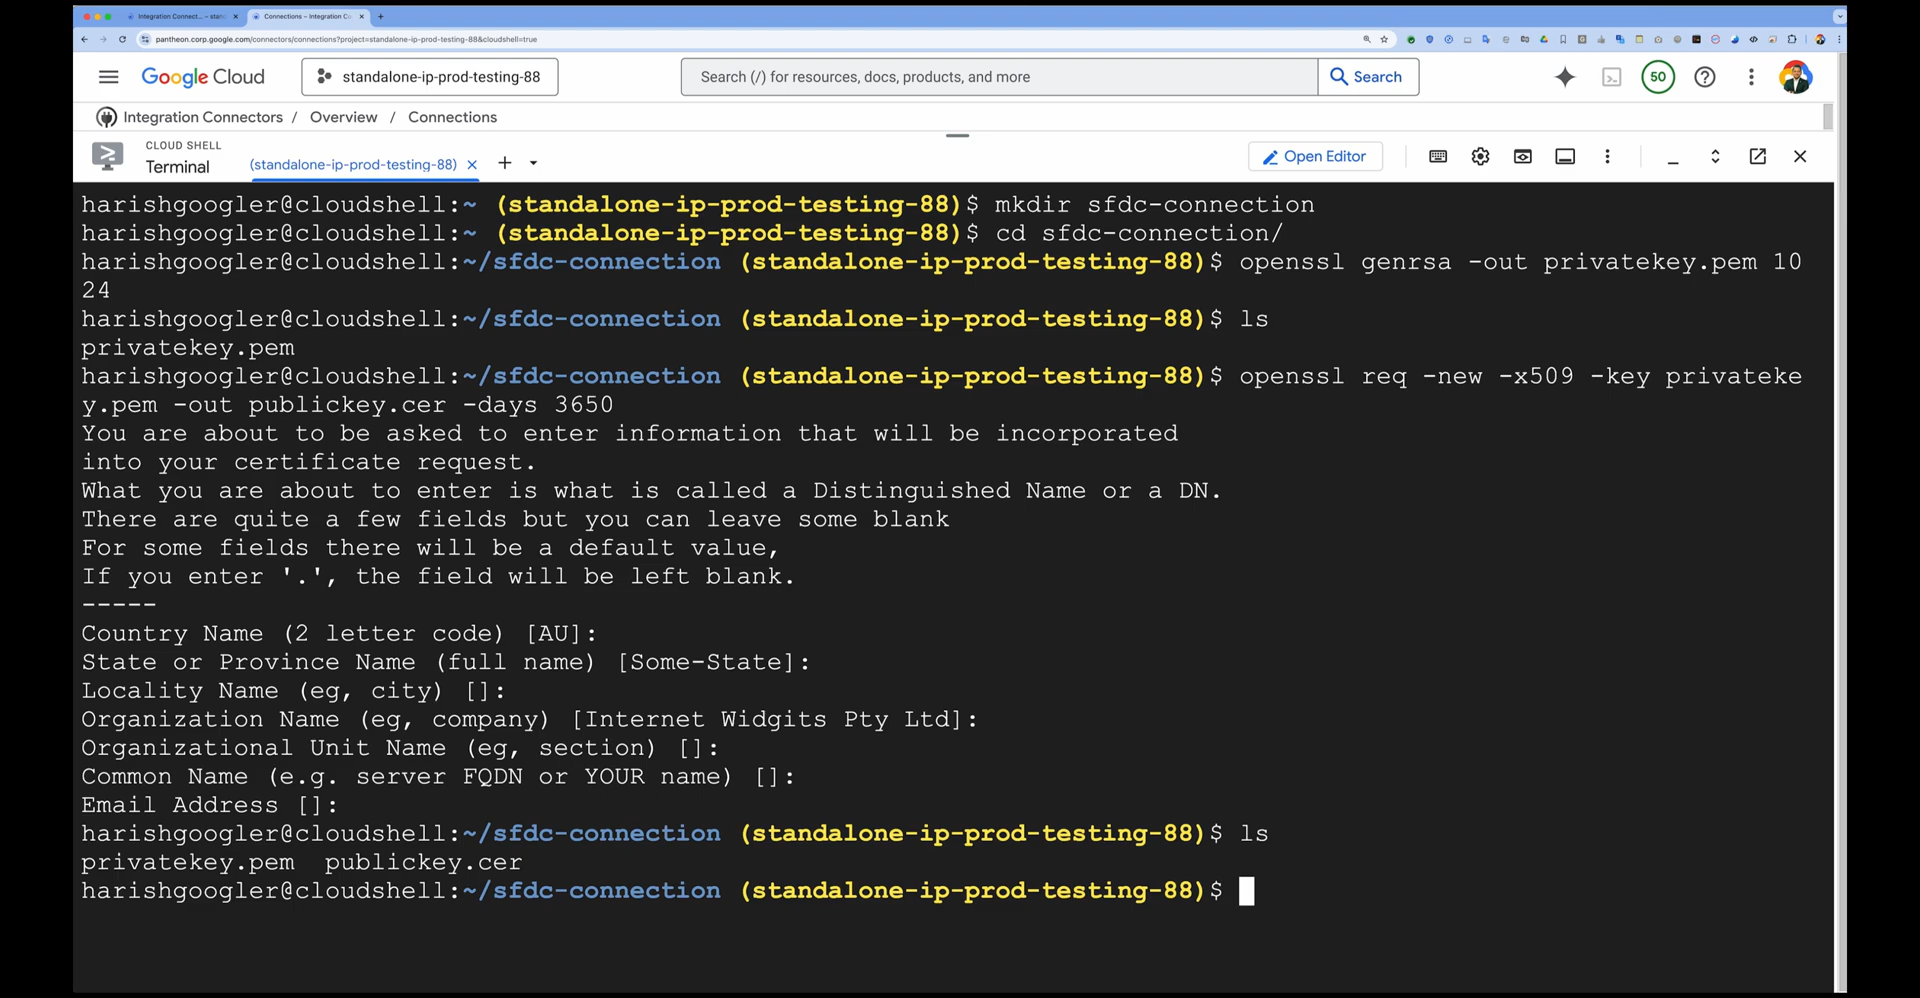 Integration Connect... – stan
Connections – Integration Co
pantheon.corp.google.com/connectors/connections?project=standalone-ip-prod-testing-88&cloudshell=true
Google Cloud
standalone-ip-prod-testing-88
Search (/) for resources, docs, products, and more
Search
50
Integration Connectors / Overview / Connections
CLOUD SHELL
Terminal
(standalone-ip-prod-testing-88)
Open Editor
harishgoogler@cloudshell:~ (standalone-ip-prod-testing-88)$ mkdir sfdc-connection
harishgoogler@cloudshell:~ (standalone-ip-prod-testing-88)$ cd sfdc-connection/
harishgoogler@cloudshell:~/sfdc-connection (standalone-ip-prod-testing-88)$ openssl genrsa -out privatekey.pem 10
24
harishgoogler@cloudshell:~/sfdc-connection (standalone-ip-prod-testing-88)$ ls
privatekey.pem
harishgoogler@cloudshell:~/sfdc-connection (standalone-ip-prod-testing-88)$ openssl req -new -x509 -key privateke
y.pem -out publickey.cer -days 3650
You are about to be asked to enter information that will be incorporated
into your certificate request.
What you are about to enter is what is called a Distinguished Name or a DN.
There are quite a few fields but you can leave some blank
For some fields there will be a default value,
If you enter '.', the field will be left blank.
-----
Country Name (2 letter code) [AU]:
State or Province Name (full name) [Some-State]:
Locality Name (eg, city) []:
Organization Name (eg, company) [Internet Widgits Pty Ltd]:
Organizational Unit Name (eg, section) []:
Common Name (e.g. server FQDN or YOUR name) []:
Email Address []:
harishgoogler@cloudshell:~/sfdc-connection (standalone-ip-prod-testing-88)$ ls
privatekey.pem  publickey.cer
harishgoogler@cloudshell:~/sfdc-connection (standalone-ip-prod-testing-88)$